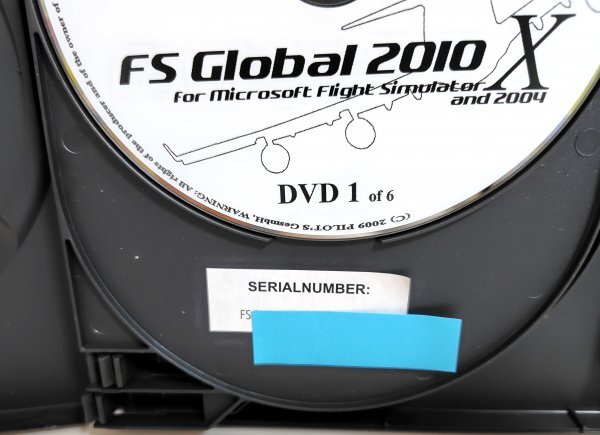 FS Global 2010 X
for Microsoft Flight Simulator
and 2004
DVD 1 of 6
(C) 2009 PILOT'S GesmbH, WARNING: All rights of the producer and of the owner of
SERIALNUMBER:
FS